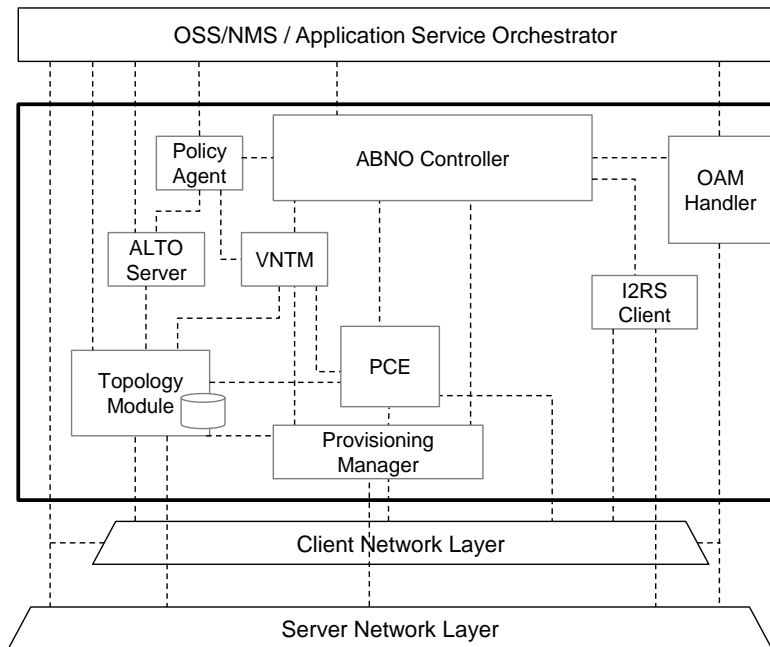 OSS/NMS / Application Service Orchestrator
Policy
Agent
ABNO Controller
OAM
Handler
ALTO
Server
VNTM
I2RS
Client
PCE
Topology
Module
Provisioning
Manager
Client Network Layer
Server Network Layer